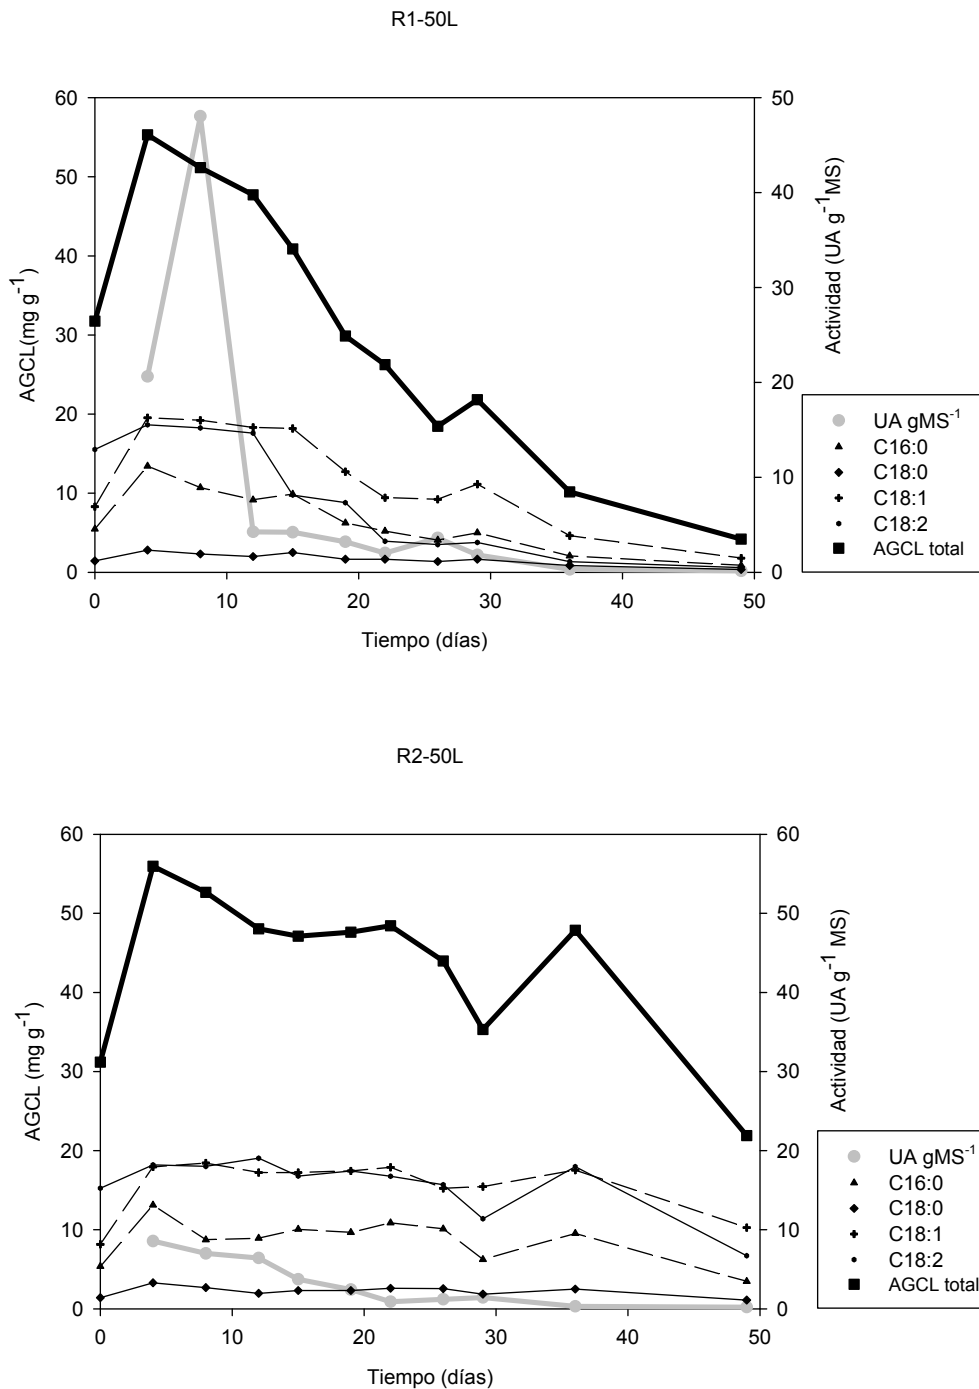 R1-50L
60
50
40
30
20
10
0
AGCL(mg g-1)
50
40
30
20
10
0
Actividad (UA g-1MS)
0 10 20 30 40 50
Tiempo (días)
UA gMS-1
C16:0
C18:0
C18:1
C18:2
AGCL total
R2-50L
60
50
40
30
20
10
0
AGCL (mg g-1)
60
50
40
30
20
10
0
Actividad (UA g-1 MS)
0 10 20 30 40 50
Tiempo (días)
UA gMS-1
C16:0
C18:0
C18:1
C18:2
AGCL total